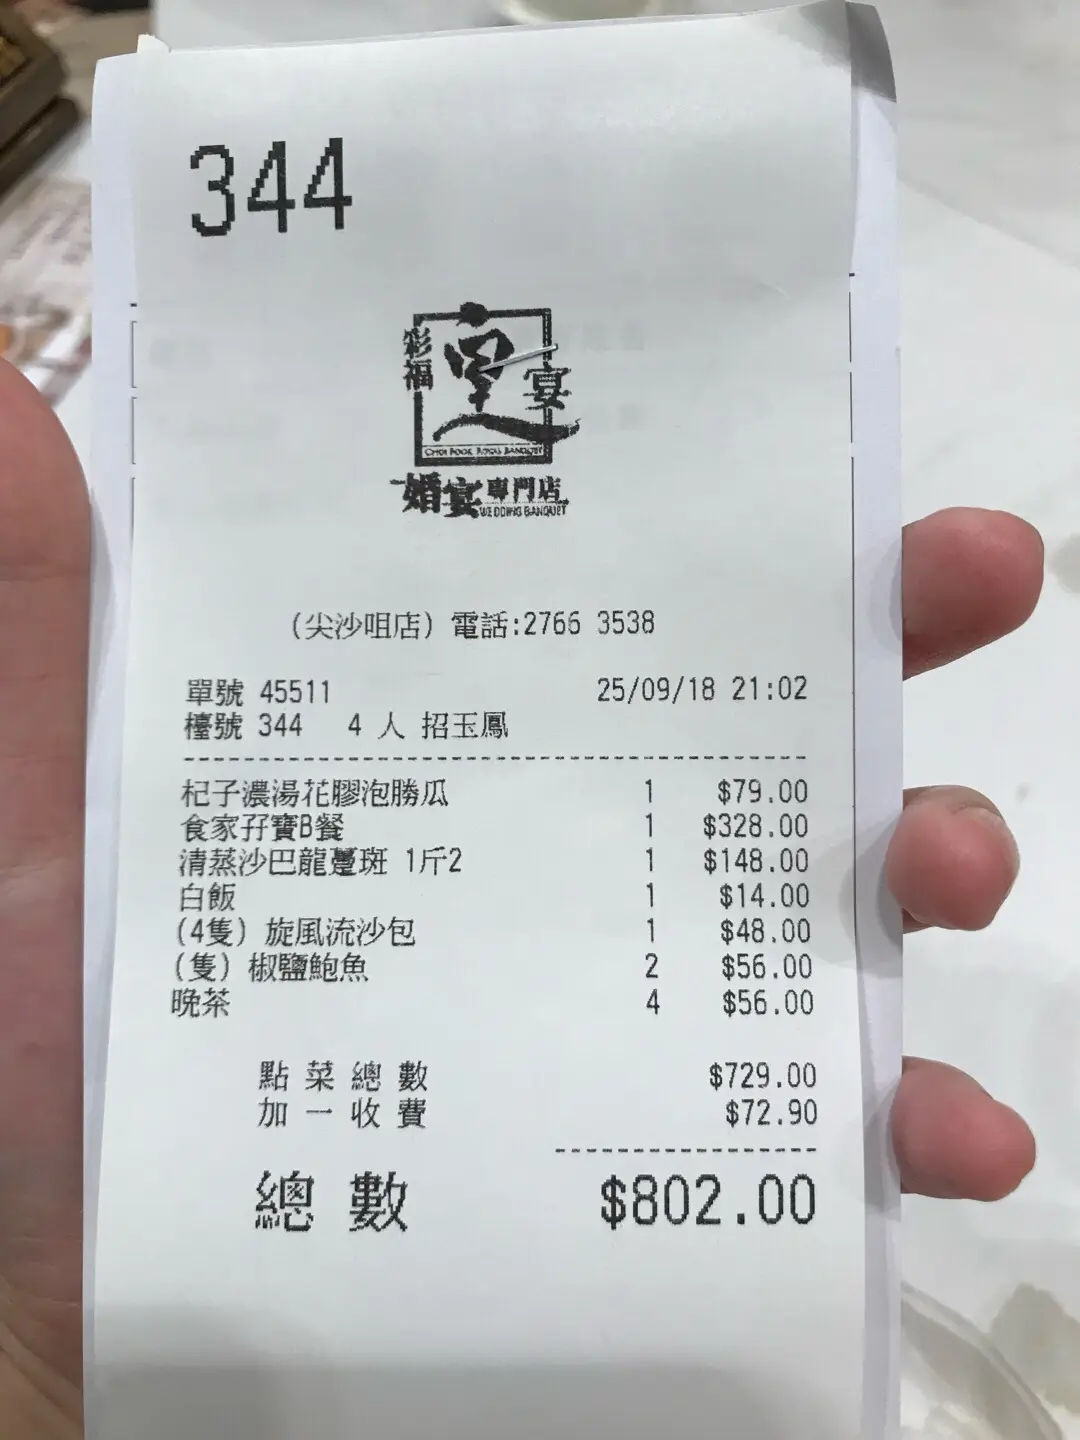 344
彩福
皇
宴
CHOI FOOK ROYAL BANQUET
婚宴專門店
WEDDING BANQUET
(尖沙咀店) 電話:2766 3538
單號 45511 25/09/18 21:02
檯號 344 4 人 招玉鳳
杞子濃湯花膠泡勝瓜 1 $79.00
食家孖寶B餐 1 $328.00
清蒸沙巴龍躉斑 1斤2 1 $148.00
白飯 1 $14.00
(4隻) 旋風流沙包 1 $48.00
(隻) 椒鹽鮑魚 2 $56.00
晚茶 4 $56.00
點菜總數 $729.00
加一收費 $72.90
總數 $802.00